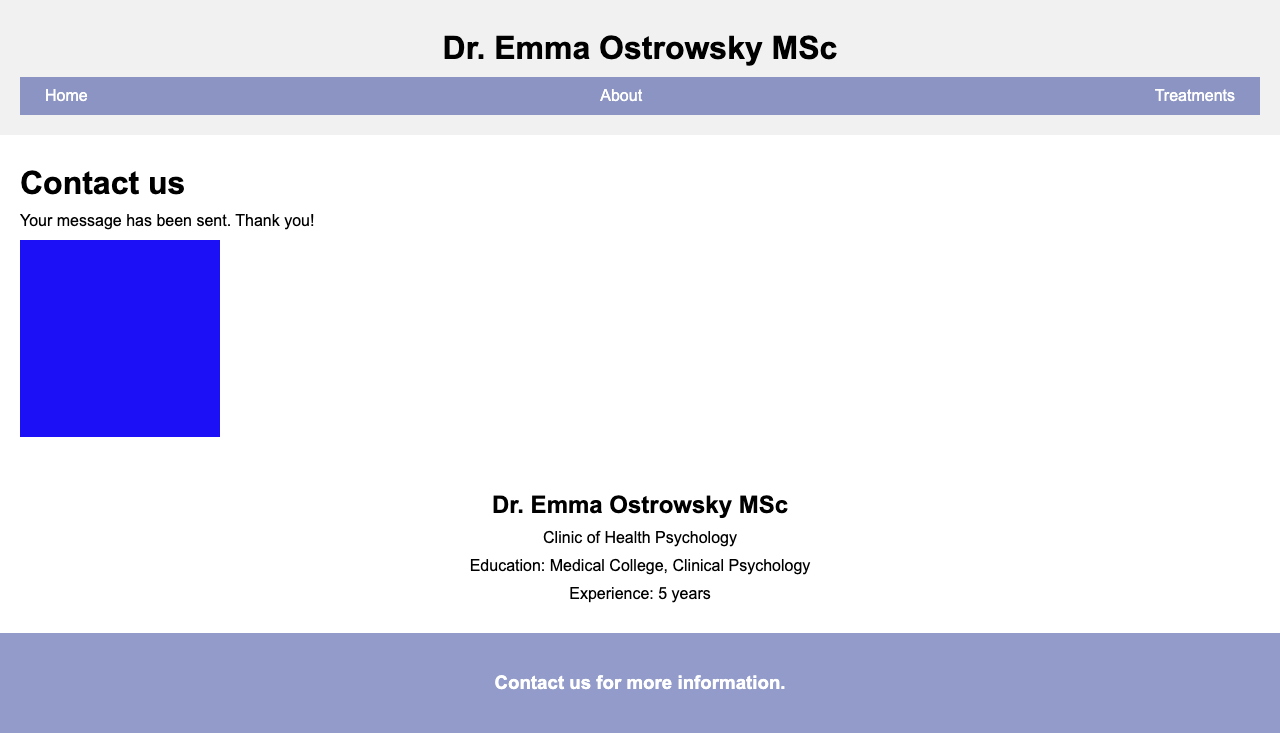 Dr. Emma Ostrowsky MSc
Home About Treatments
Contact us
Your message has been sent. Thank you!
Dr. Emma Ostrowsky MSc
Clinic of Health Psychology
Education: Medical College, Clinical Psychology
Experience: 5 years
Contact us for more information.